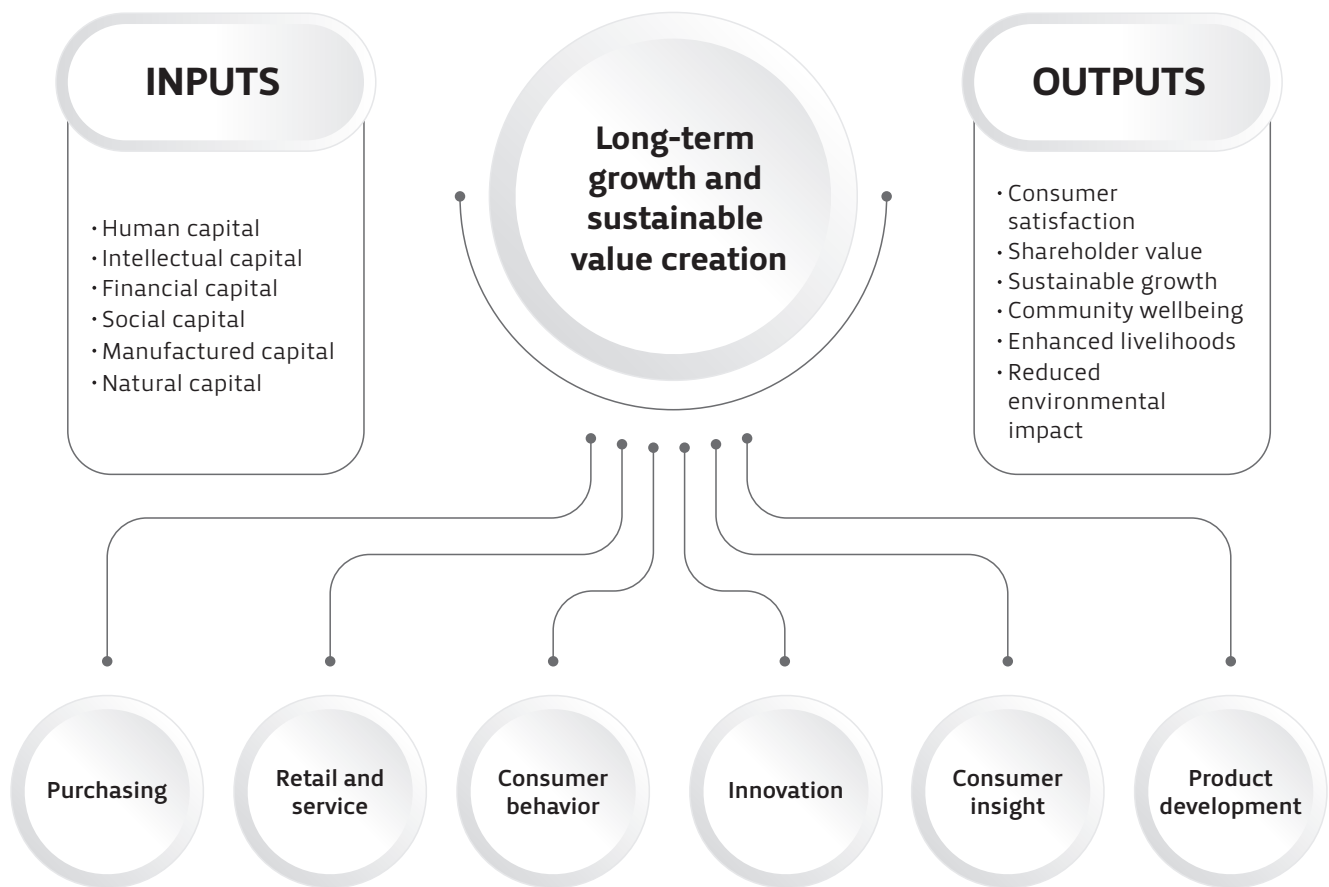 INPUTS
• Human capital
• Intellectual capital
• Financial capital
• Social capital
• Manufactured capital
• Natural capital
Long-term
growth and
sustainable
value creation
OUTPUTS
• Consumer
satisfaction
• Shareholder value
• Sustainable growth
• Community wellbeing
• Enhanced livelihoods
• Reduced
environmental
impact
Purchasing
Retail and
service
Consumer
behavior
Innovation
Consumer
insight
Product
development